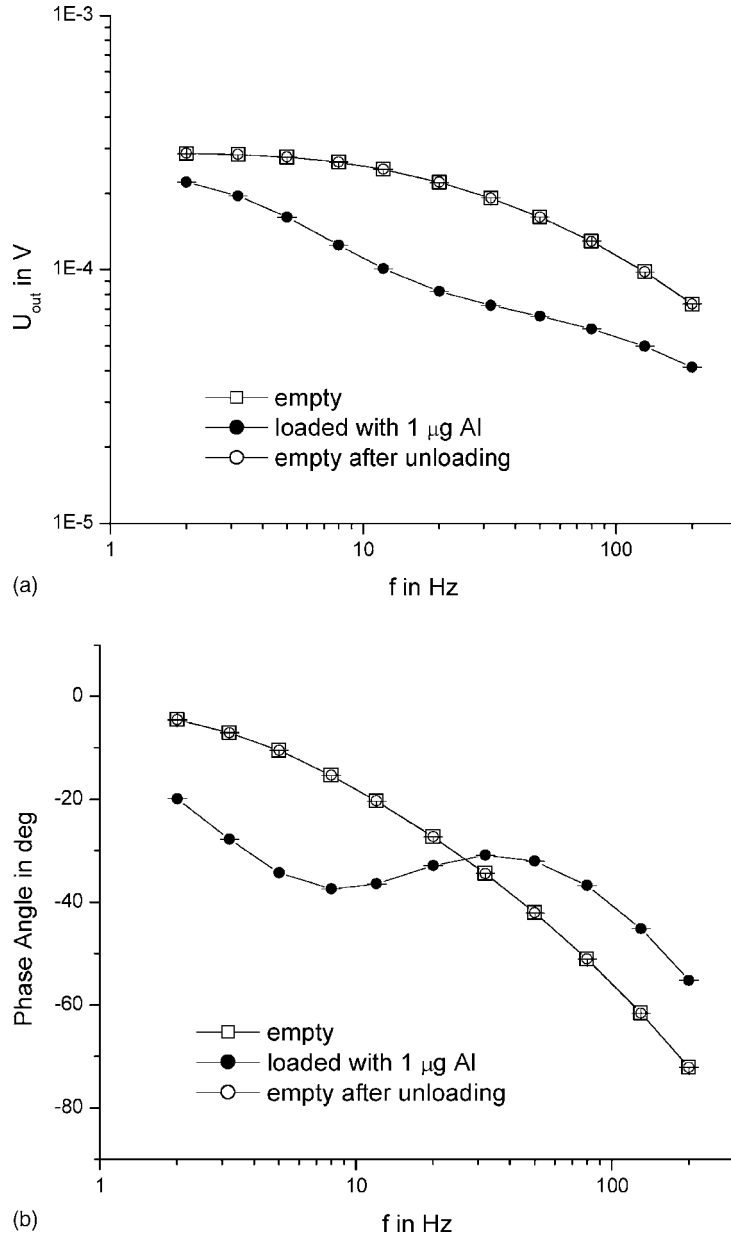 1E-3
1E-4
1E-5
U_out in V
empty
loaded with 1 μg Al
empty after unloading
1 10 100
f in Hz
(a)
0
-20
-40
-60
-80
Phase Angle in deg
empty
loaded with 1 μg Al
empty after unloading
1 10 100
f in Hz
(b)